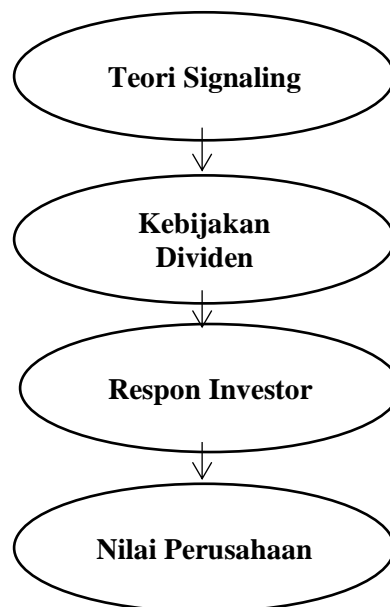 Teori Signaling
Kebijakan
Dividen
Respon Investor
Nilai Perusahaan